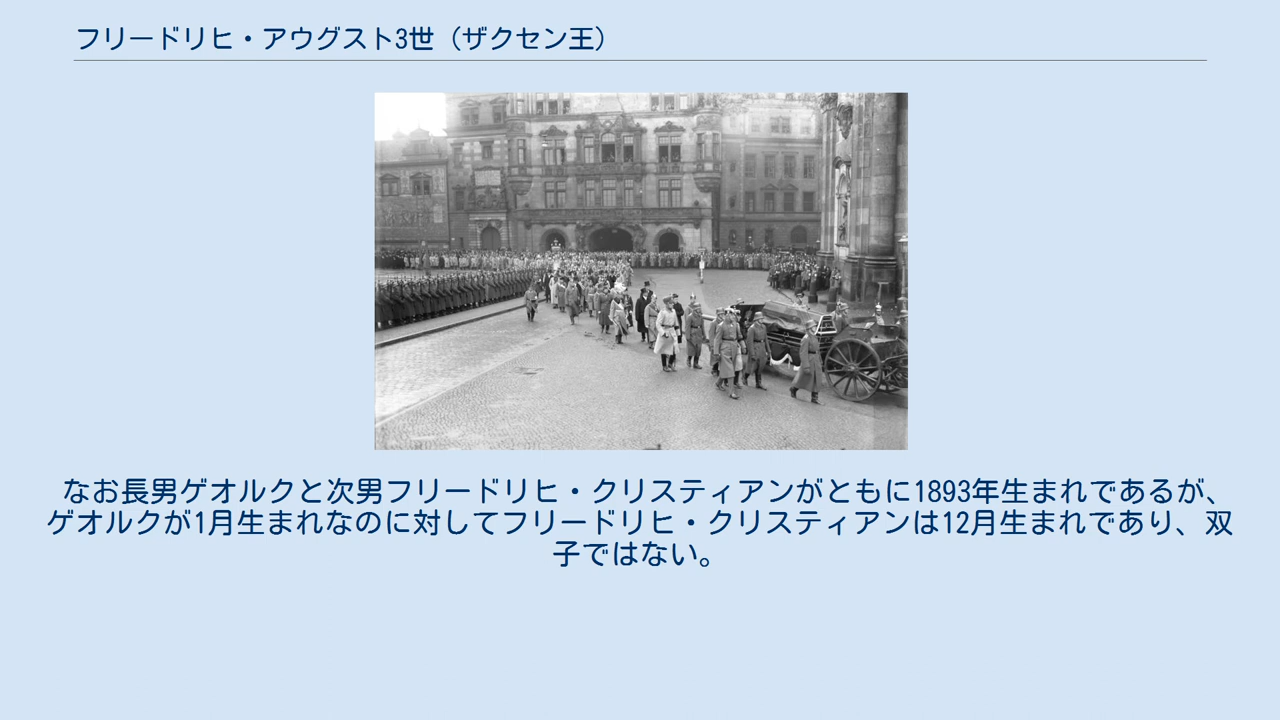 フリードリヒ・アウグスト3世（ザクセン王）
なお長男ゲオルクと次男フリードリヒ・クリスティアンがともに1893年生まれであるが、
ゲオルクが1月生まれなのに対してフリードリヒ・クリスティアンは12月生まれであり、双
子ではない。